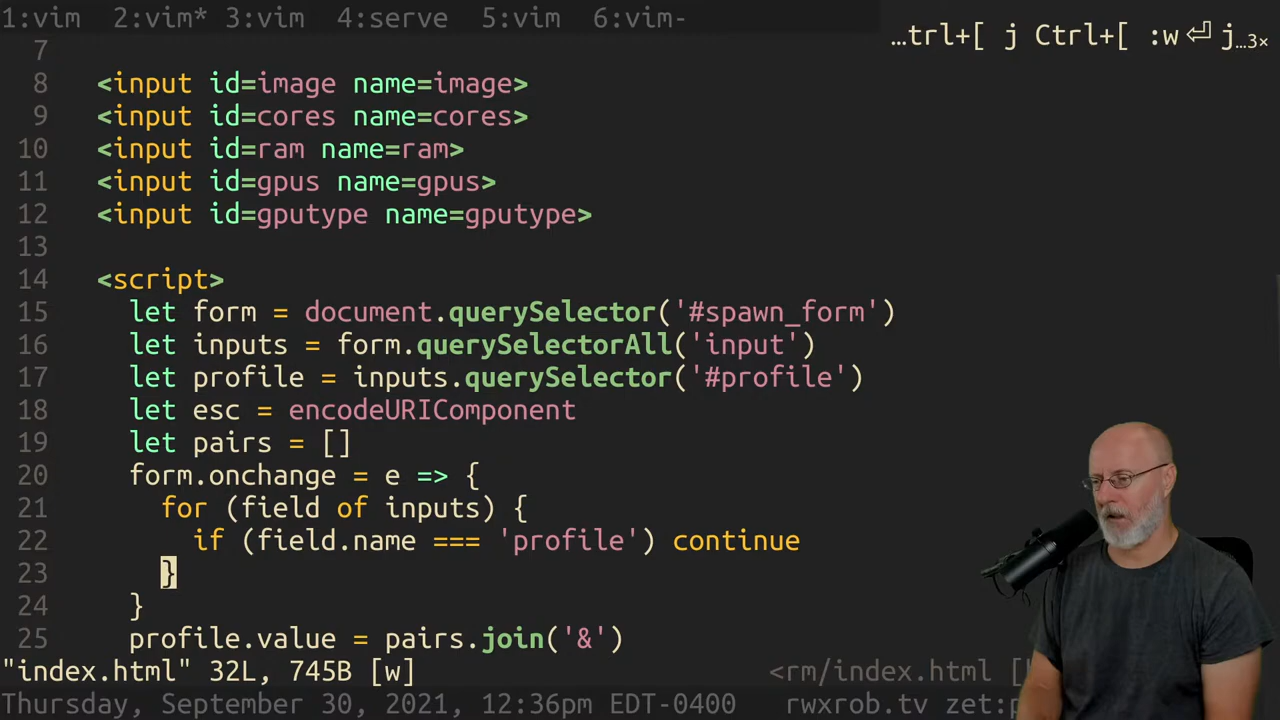 1:vim 2:vim* 3:vim 4:serve 5:vim 6:vim-
…trl+[ j Ctrl+[ :w⏎ j…3×
7
8 <input id=image name=image>
9 <input id=cores name=cores>
10 <input id=ram name=ram>
11 <input id=gpus name=gpus>
12 <input id=gputype name=gputype>
13
14 <script>
15 let form = document.querySelector('#spawn_form')
16 let inputs = form.querySelectorAll('input')
17 let profile = inputs.querySelector('#profile')
18 let esc = encodeURIComponent
19 let pairs = []
20 form.onchange = e => {
21 for (field of inputs) {
22 if (field.name === 'profile') continue
23 }
24 }
25 profile.value = pairs.join('&')
"index.html" 32L, 745B [w] <rm/index.html [
Thursday, September 30, 2021, 12:36pm EDT-0400 rwxrob.tv zet:p